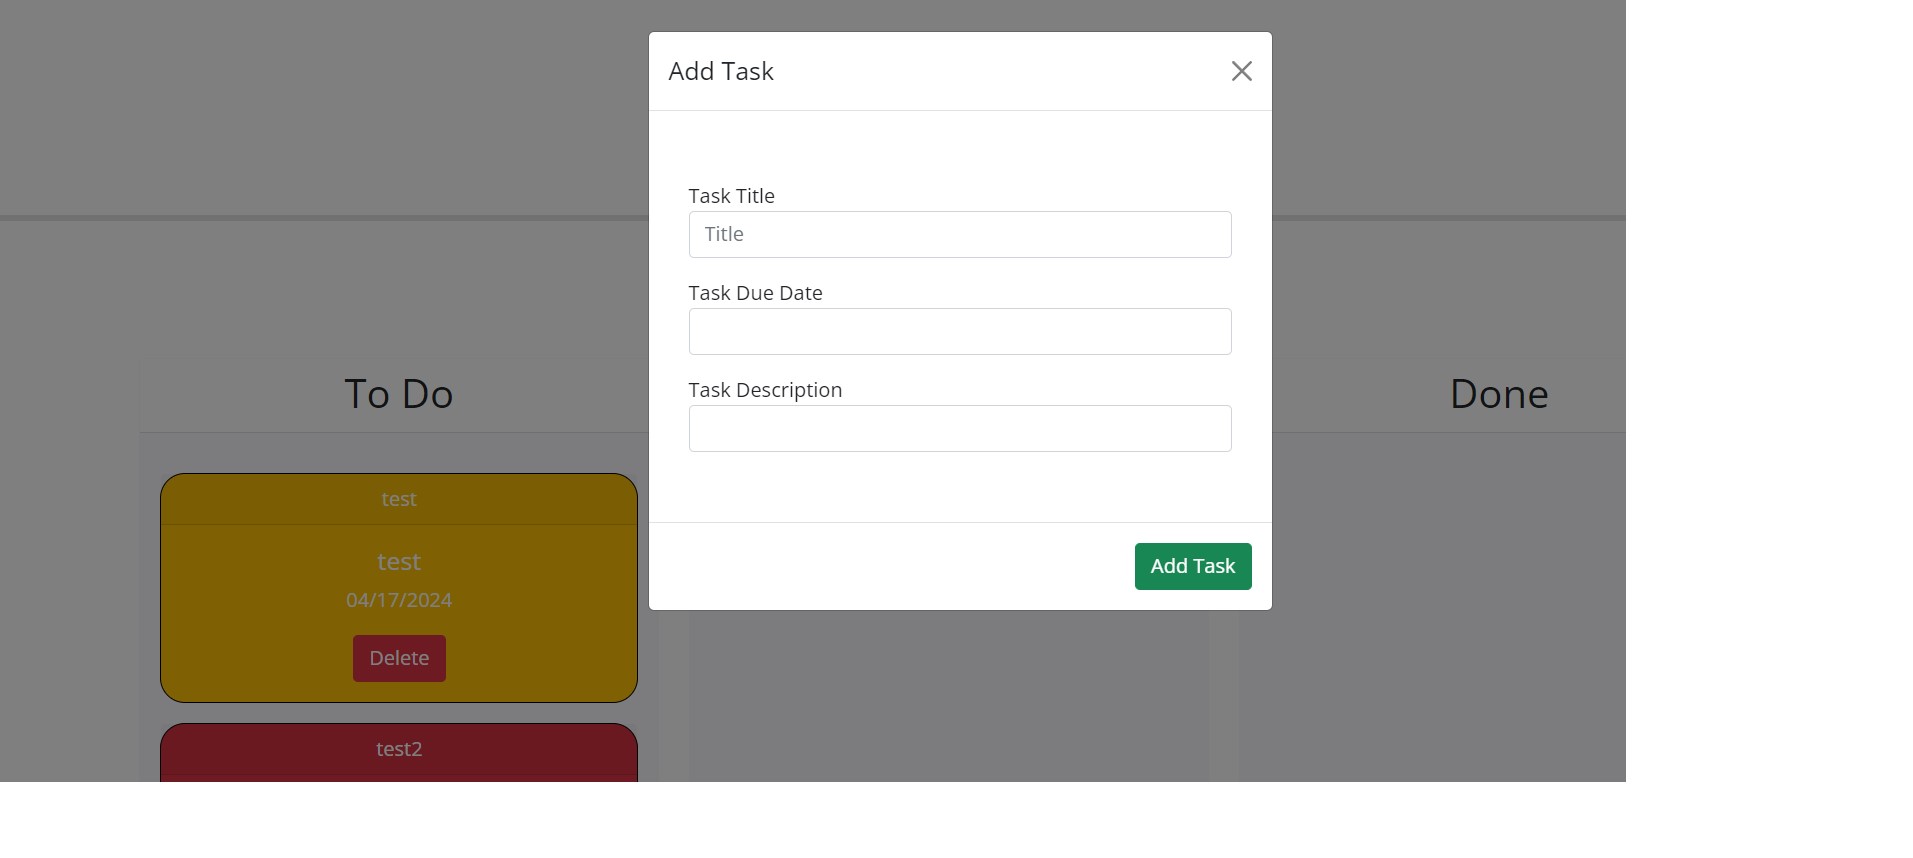 Add Task
Task Title
Title
Task Due Date
Task Description
Add Task
To Do
Done
test
test
04/17/2024
Delete
test2